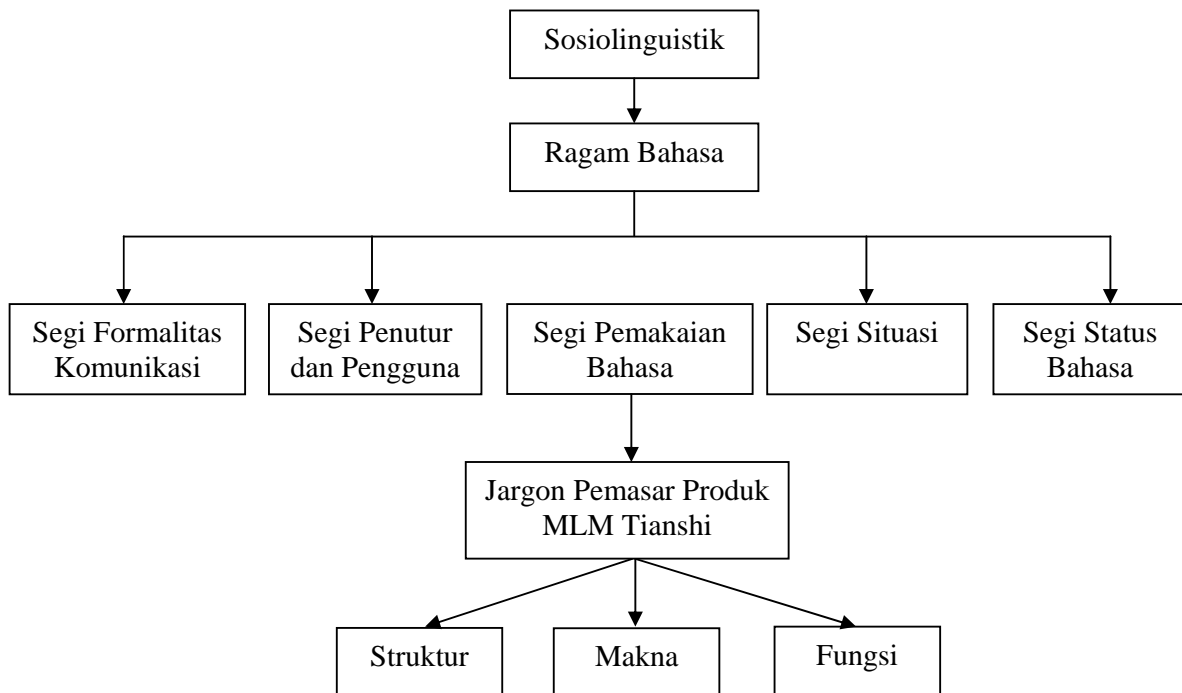 Sosiolinguistik
Ragam Bahasa
Segi Formalitas
Komunikasi
Segi Penutur
dan Pengguna
Segi Pemakaian
Bahasa
Segi Situasi
Segi Status
Bahasa
Jargon Pemasar Produk
MLM Tianshi
Struktur
Makna
Fungsi